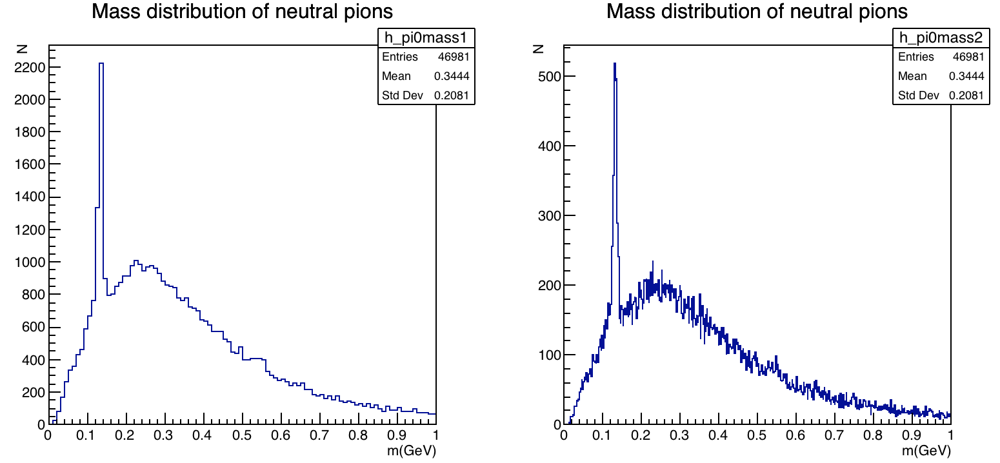 Mass distribution of neutral pions
h_pi0mass1
Entries 46981
Mean 0.3444
Std Dev 0.2081
N
2200
2000
1800
1600
1400
1200
1000
800
600
400
200
0
0 0.1 0.2 0.3 0.4 0.5 0.6 0.7 0.8 0.9 1
m(GeV)
Mass distribution of neutral pions
h_pi0mass2
Entries 46981
Mean 0.3444
Std Dev 0.2081
N
500
400
300
200
100
0
0 0.1 0.2 0.3 0.4 0.5 0.6 0.7 0.8 0.9 1
m(GeV)